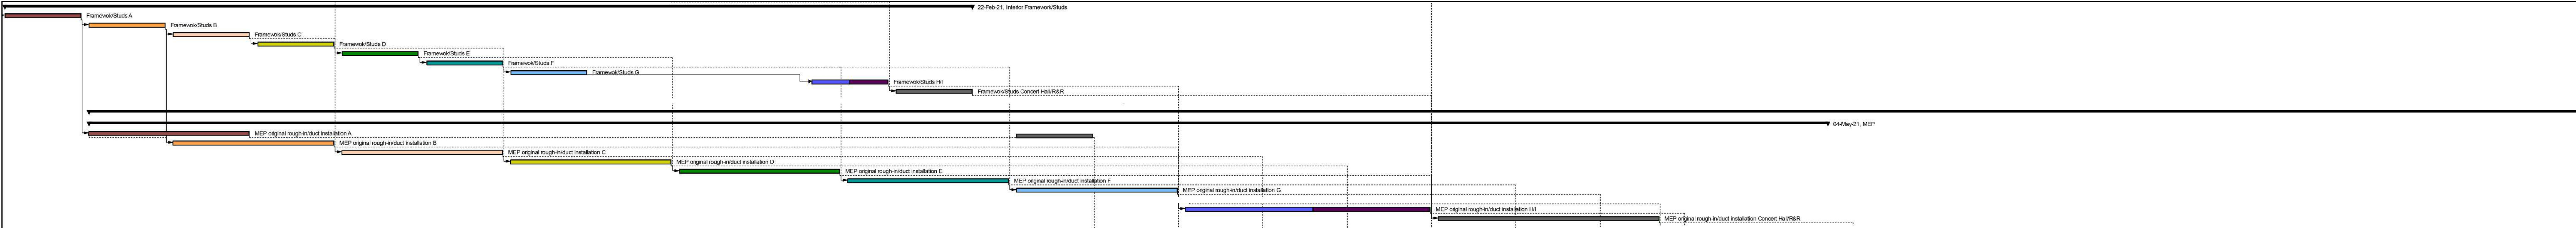 22-Feb-21, Interior Framework/Studs
Framewok/Studs A
Framewok/Studs B
Framewok/Studs C
Framewok/Studs D
Framewok/Studs E
Framewok/Studs F
Framewok/Studs G
Framewok/Studs H/I
Framewok/Studs Concert Hall/R&R
04-May-21, MEP
MEP original rough-in/duct installation A
MEP original rough-in/duct installation B
MEP original rough-in/duct installation C
MEP original rough-in/duct installation D
MEP original rough-in/duct installation E
MEP original rough-in/duct installation F
MEP original rough-in/duct installation G
MEP original rough-in/duct installation H/I
MEP original rough-in/duct installation Concert Hall/R&R